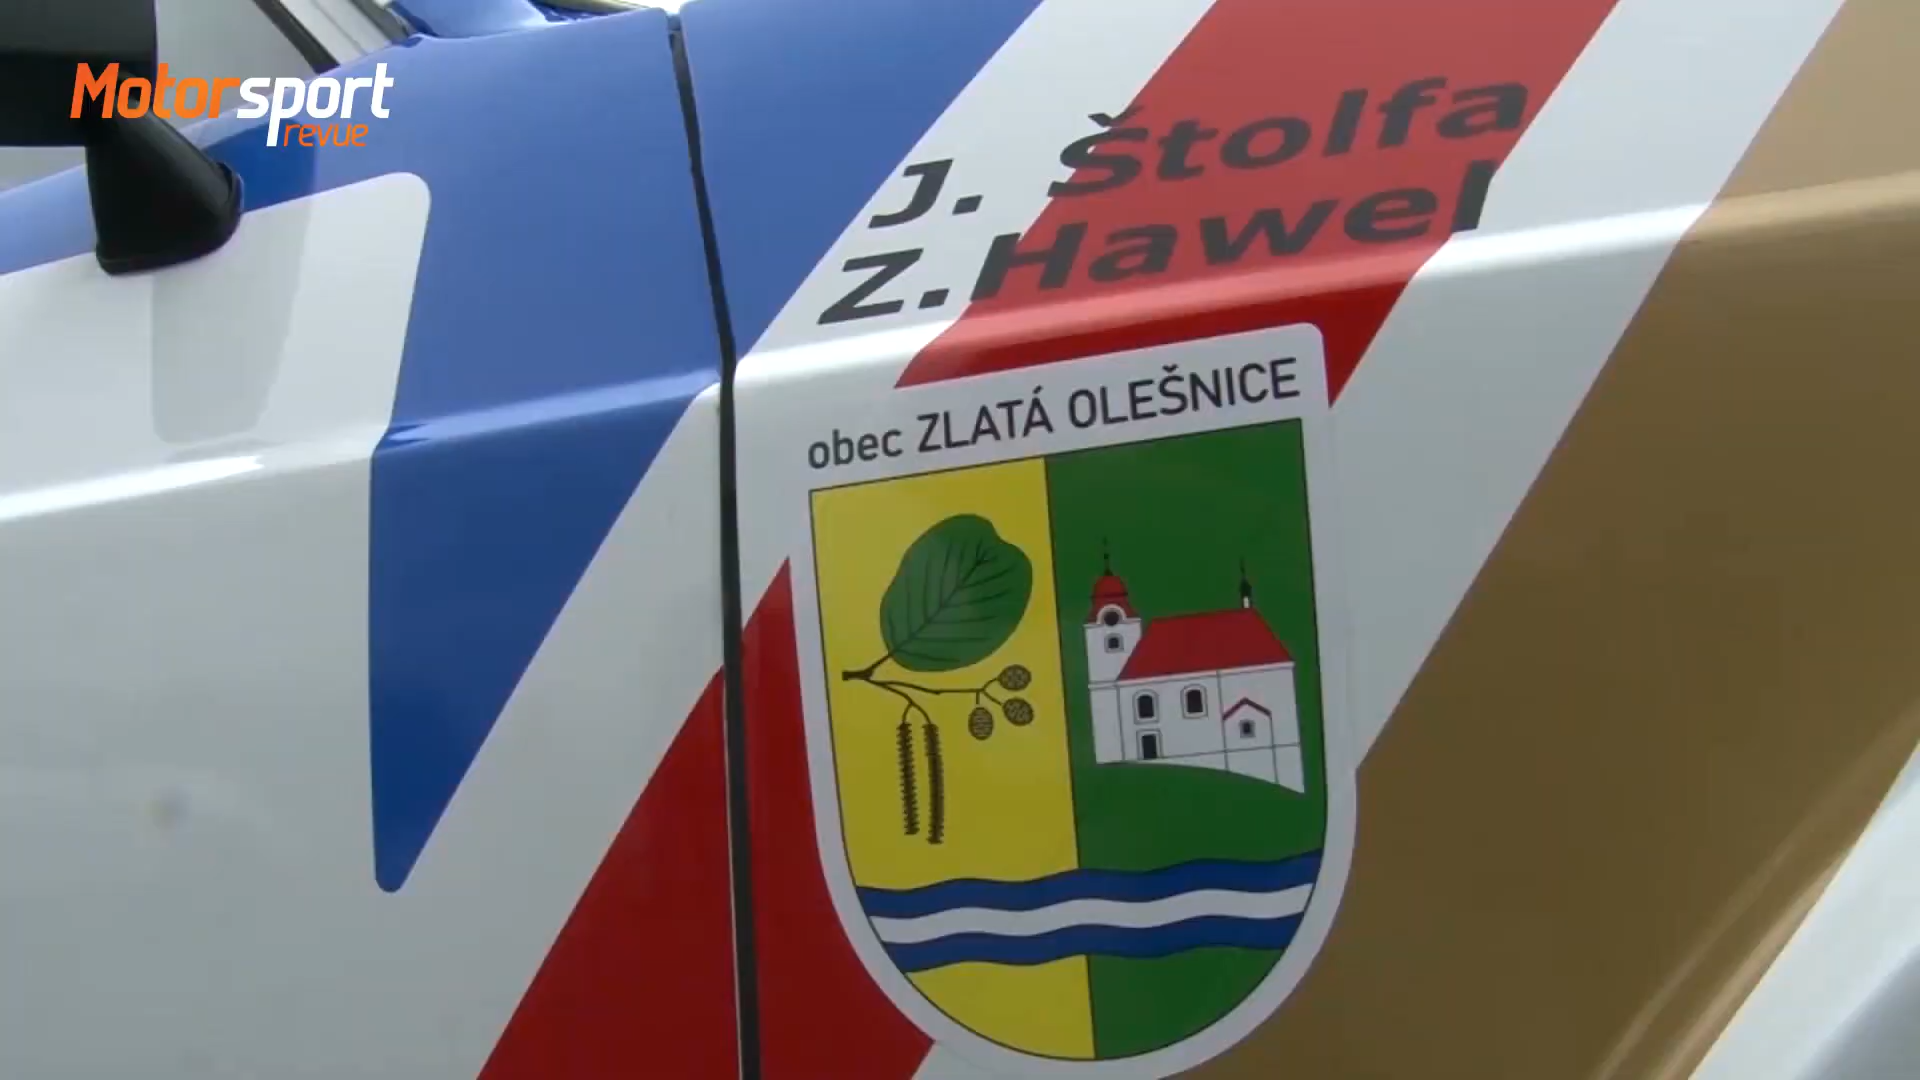 Motorsport
revue
J. Štolfa
Z.Hawel
obec ZLATÁ OLEŠNICE